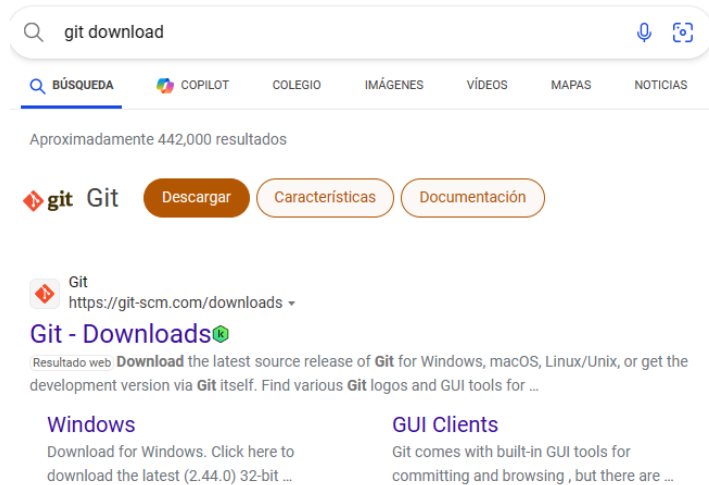 git download
BÚSQUEDA COPILOT COLEGIO IMÁGENES VÍDEOS MAPAS NOTICIAS
Aproximadamente 442,000 resultados
git Git Descargar Características Documentación
Git
https://git-scm.com/downloads
Git - Downloads
Resultado web Download the latest source release of Git for Windows, macOS, Linux/Unix, or get the
development version via Git itself. Find various Git logos and GUI tools for ...
Windows
Download for Windows. Click here to
download the latest (2.44.0) 32-bit ...
GUI Clients
Git comes with built-in GUI tools for
committing and browsing , but there are ...